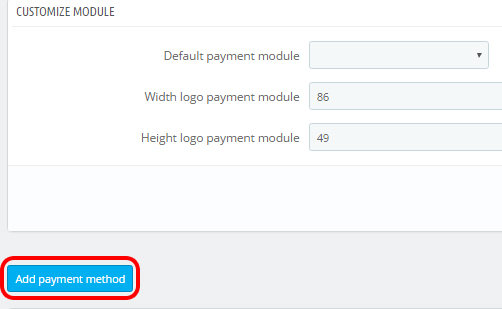 CUSTOMIZE MODULE
Default payment module
Width logo payment module 86
Height logo payment module 49
Add payment method